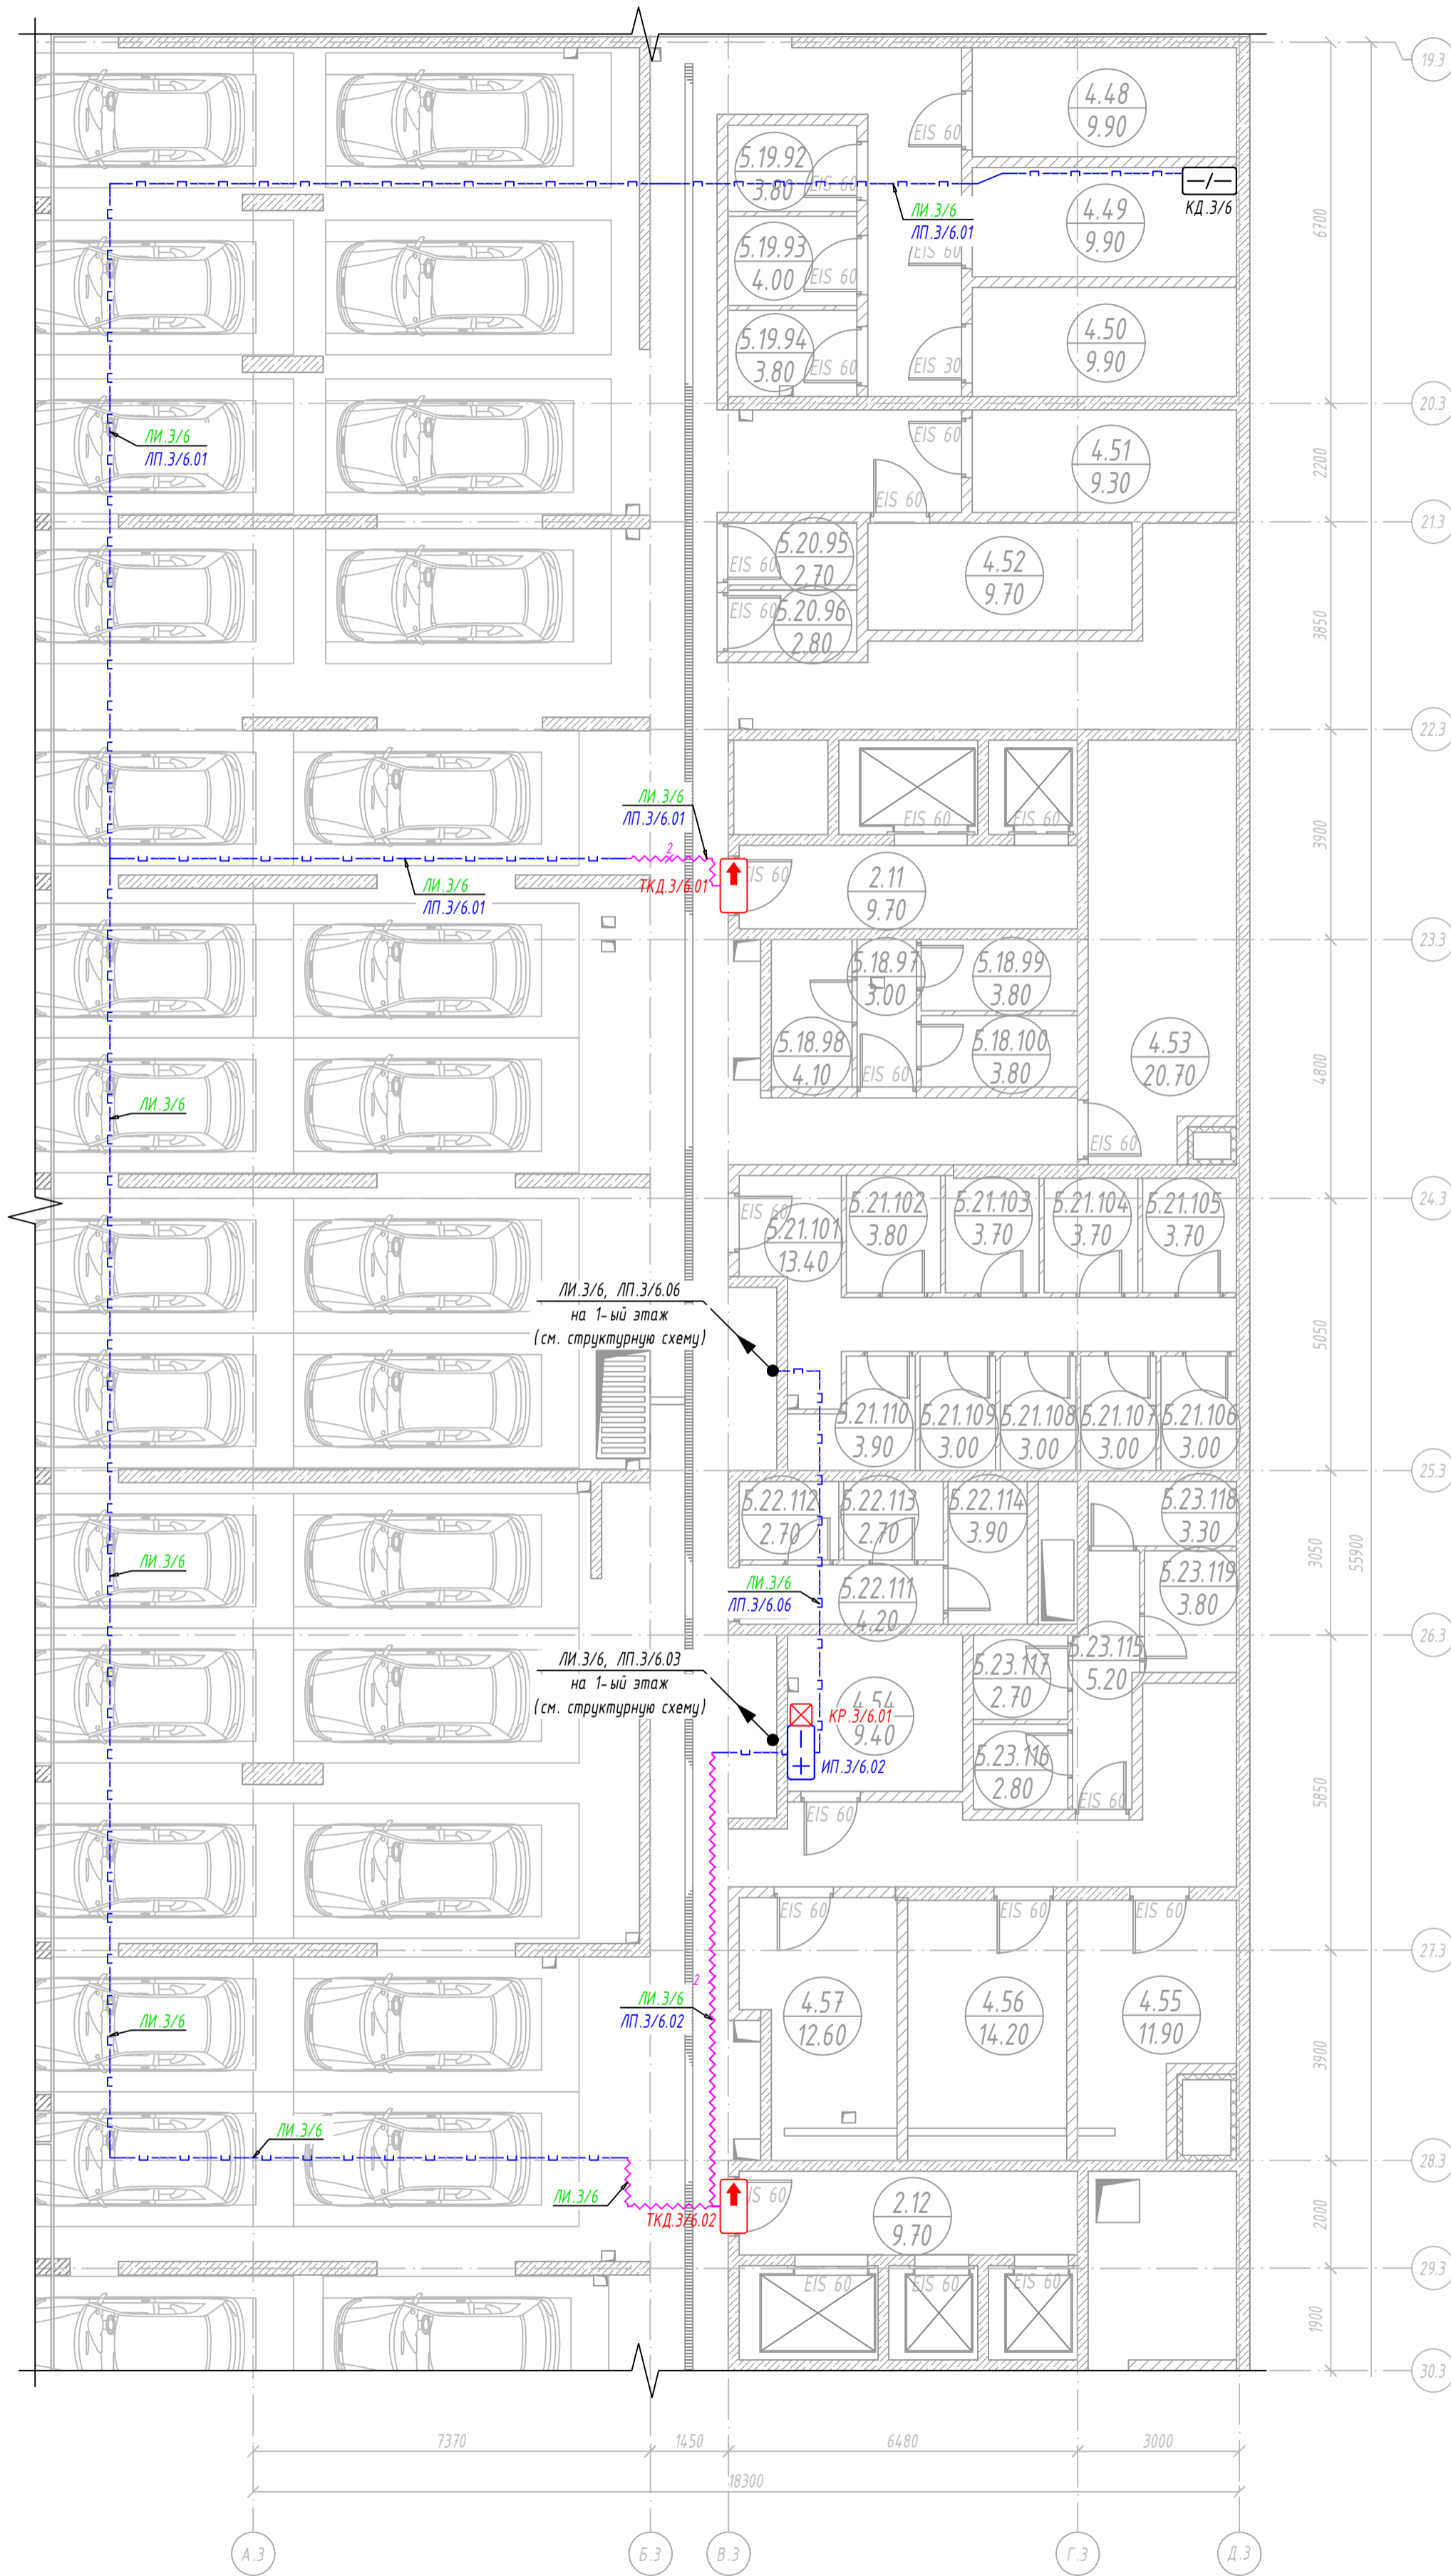 19.3
4.48
9.90
EIS 60
5.19.92
3.80
EIS 60
КД.3/6
ЛИ.3/6
ЛП.3/6.01
4.49
9.90
6700
EIS 60
5.19.93
4.00
EIS 60
4.50
9.90
5.19.94
3.80
EIS 60
EIS 30
20.3
ЛИ.3/6
ЛП.3/6.01
EIS 60
4.51
9.30
2200
EIS 60
21.3
5.20.95
2.70
EIS 60
4.52
9.70
5.20.96
2.80
EIS 60
3850
22.3
ЛИ.3/6
ЛП.3/6.01
EIS 60
EIS 60
3900
2
ТКД.3/6.01
EIS 60
ЛИ.3/6
ЛП.3/6.01
2.11
9.70
23.3
5.18.97
3.00
5.18.99
3.80
5.18.98
4.10
5.18.100
3.80
EIS 60
4.53
20.70
4800
ЛИ.3/6
EIS 60
24.3
EIS 60
5.21.101
13.40
5.21.102
3.80
5.21.103
3.70
5.21.104
3.70
5.21.105
3.70
ЛИ.3/6, ЛП.3/6.06
на 1-ый этаж
(см. структурную схему)
5050
5.21.110
3.90
5.21.109
3.00
5.21.108
3.00
5.21.107
3.00
5.21.106
3.00
25.3
5.22.112
2.70
5.22.113
2.70
5.22.114
3.90
5.23.118
3.30
3050
55900
ЛИ.3/6
ЛИ.3/6
ЛП.3/6.06
5.22.111
4.20
5.23.119
3.80
26.3
ЛИ.3/6, ЛП.3/6.03
на 1-ый этаж
(см. структурную схему)
5.23.117
2.70
5.23.115
5.20
4.54
9.40
КР.3/6.01
ИП.3/6.02
5.23.116
2.80
EIS 60
EIS 60
5850
EIS 60
EIS 60
EIS 60
27.3
2
ЛИ.3/6
ЛП.3/6.02
ЛИ.3/6
4.57
12.60
4.56
14.20
4.55
11.90
3900
ЛИ.3/6
28.3
ЛИ.3/6
ТКД.3/6.02
IS 60
2.12
9.70
2000
29.3
EIS 60
EIS 60
EIS 60
1900
30.3
7370
1450
6480
3000
18300
А.3
Б.3
В.3
Г.3
Д.3